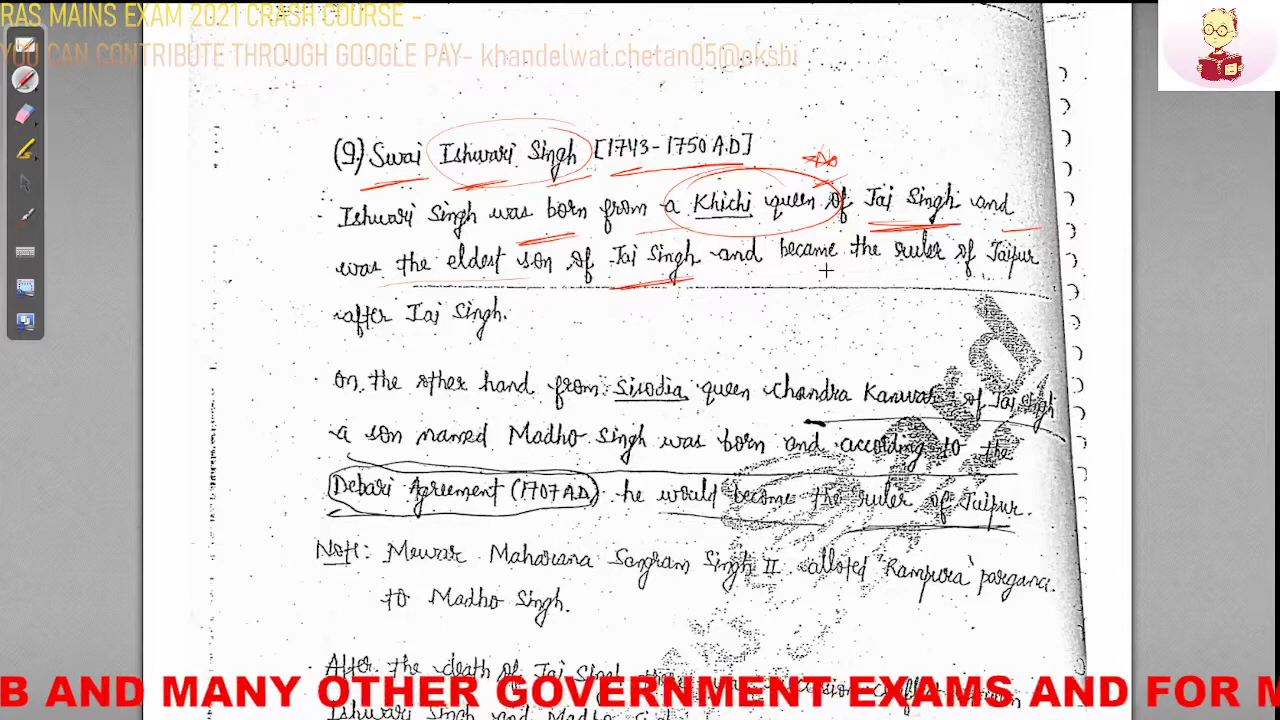 RAS MAINS EXAM 2021 CRASH COURSE -
YOU CAN CONTRIBUTE THROUGH GOOGLE PAY- khandelwal.chetan05@oksbi
(9) Swai Ishwari Singh [1743 - 1750 A.D]
Ishwari Singh was born from a Khichi queen of Jai Singh and
was the eldest son of Jai Singh and became the ruler of Jaipur
after Jai Singh.
On the other hand from Sisodia queen Chandra Kanwar of Jai Singh
a son named Madho Singh was born and according to the
Debari Agreement (1707 A.D) he would become the ruler of Jaipur.
Note: Mewar Maharana Sangram Singh II alloted 'Rampura' pargana
to Madho Singh.
After the death of Jai Singh
Ishwari Singh and Madho
B AND MANY OTHER GOVERNMENT EXAMS AND FOR M